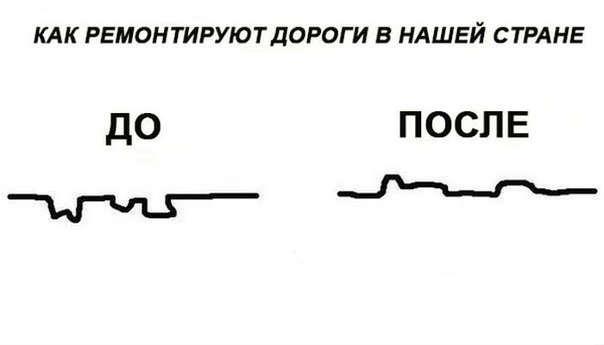 КАК РЕМОНТИРУЮТ ДОРОГИ В НАШЕЙ СТРАНЕ
ДО
ПОСЛЕ